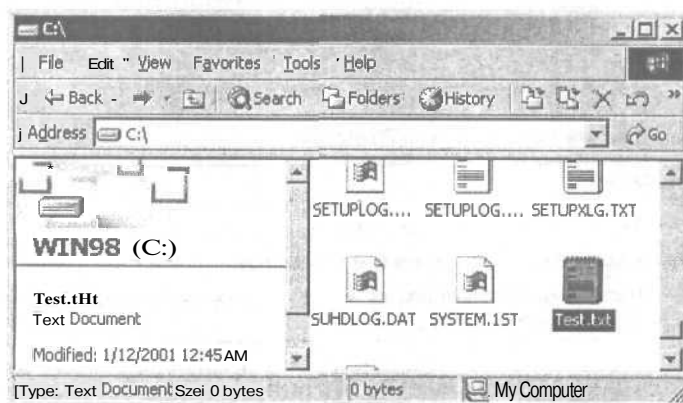 C:\
| File Edit " View Favorites Tools ' Help
J Back - Search Folders History »
j Address C:\ Go
SETUPLOG.... SETUPLOG.... SETUPXLG.TXT
WIN98 (C:)
Test.tHt
Text Document
SUHDLOG.DAT SYSTEM.1ST Test.txt
Modified: 1/12/2001 12:45 AM
[Type: Text Document Szei 0 bytes 0 bytes My Computer